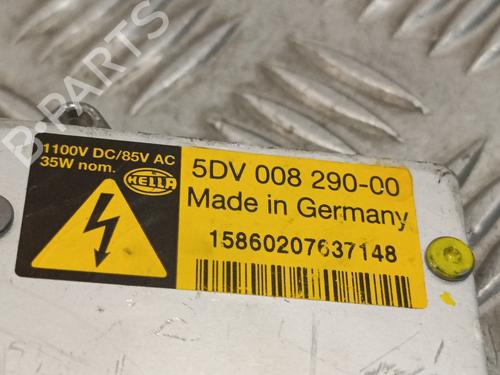 B-PARTS
1100V DC/85V AC
35W nom.
HELLA
5DV 008 290-00
Made in Germany
15860207637148